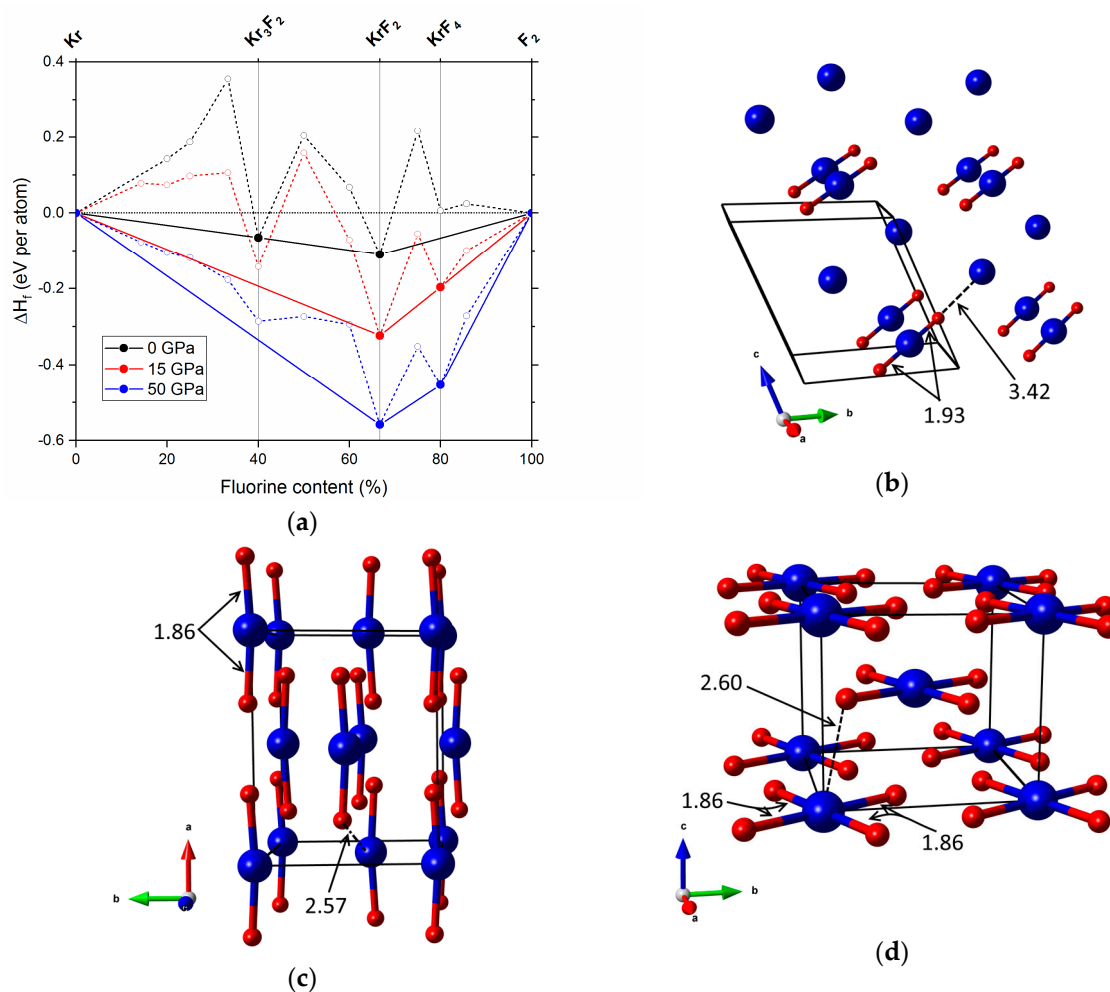 Kr
Kr₃F₂
KrF₂
KrF₄
F₂
0.4
0.2
0.0
-0.2
-0.4
-0.6
ΔHf (eV per atom)
0 GPa
15 GPa
50 GPa
0
20
40
60
80
100
Fluorine content (%)
(a)
c
b
a
1.93
3.42
(b)
1.86
2.57
a
b
c
(c)
2.60
1.86
1.86
c
b
a
(d)